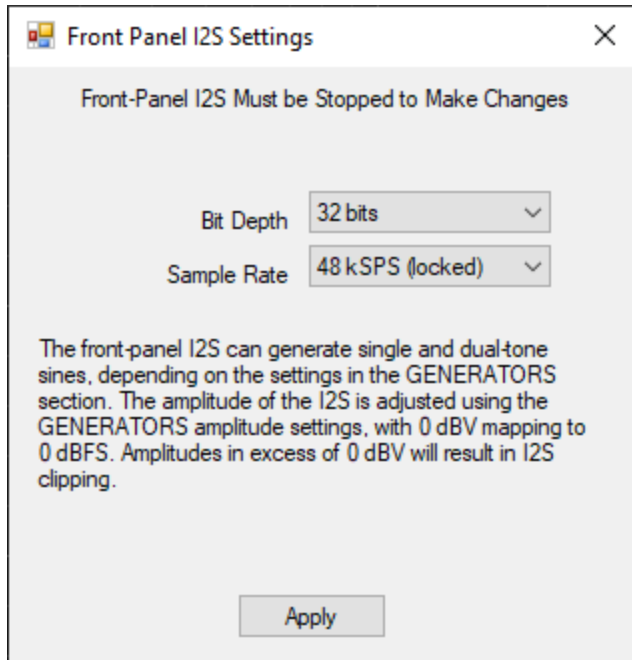 Front Panel I2S Settings
Front-Panel I2S Must be Stopped to Make Changes
Bit Depth 32 bits
Sample Rate 48 kSPS (locked)
The front-panel I2S can generate single and dual-tone
sines, depending on the settings in the GENERATORS
section. The amplitude of the I2S is adjusted using the
GENERATORS amplitude settings, with 0 dBV mapping to
0 dBFS. Amplitudes in excess of 0 dBV will result in I2S
clipping.
Apply